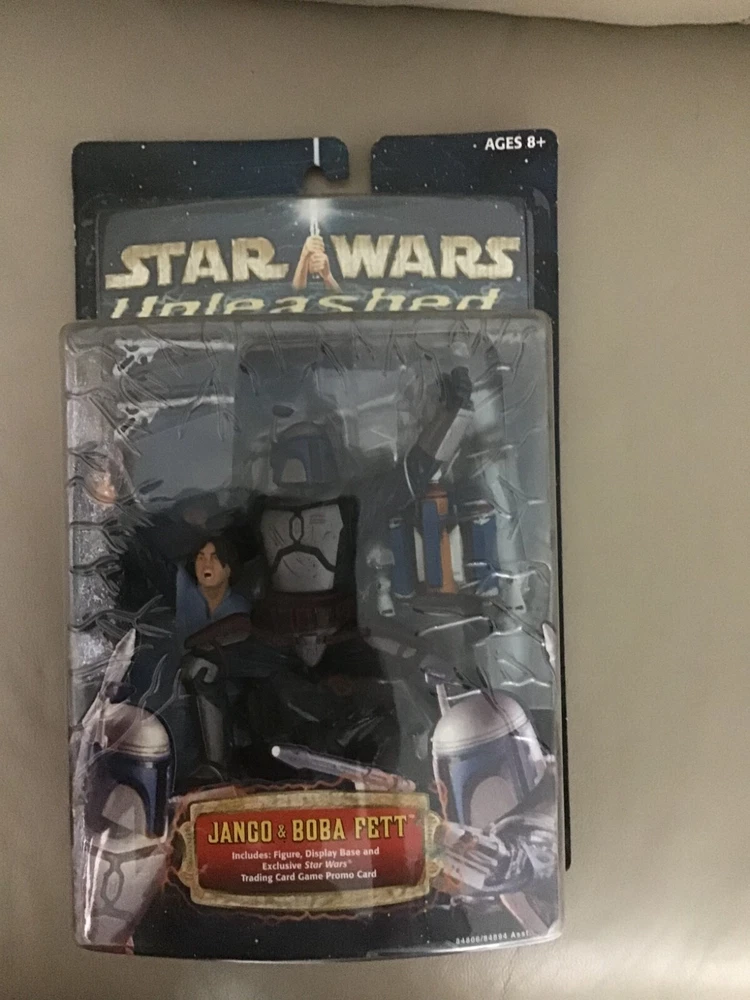 AGES 8+
STAR WARS
Unleashed
JANGO & BOBA FETT™
Includes: Figure, Display Base and
Exclusive Star Wars®
Trading Card Game Promo Card